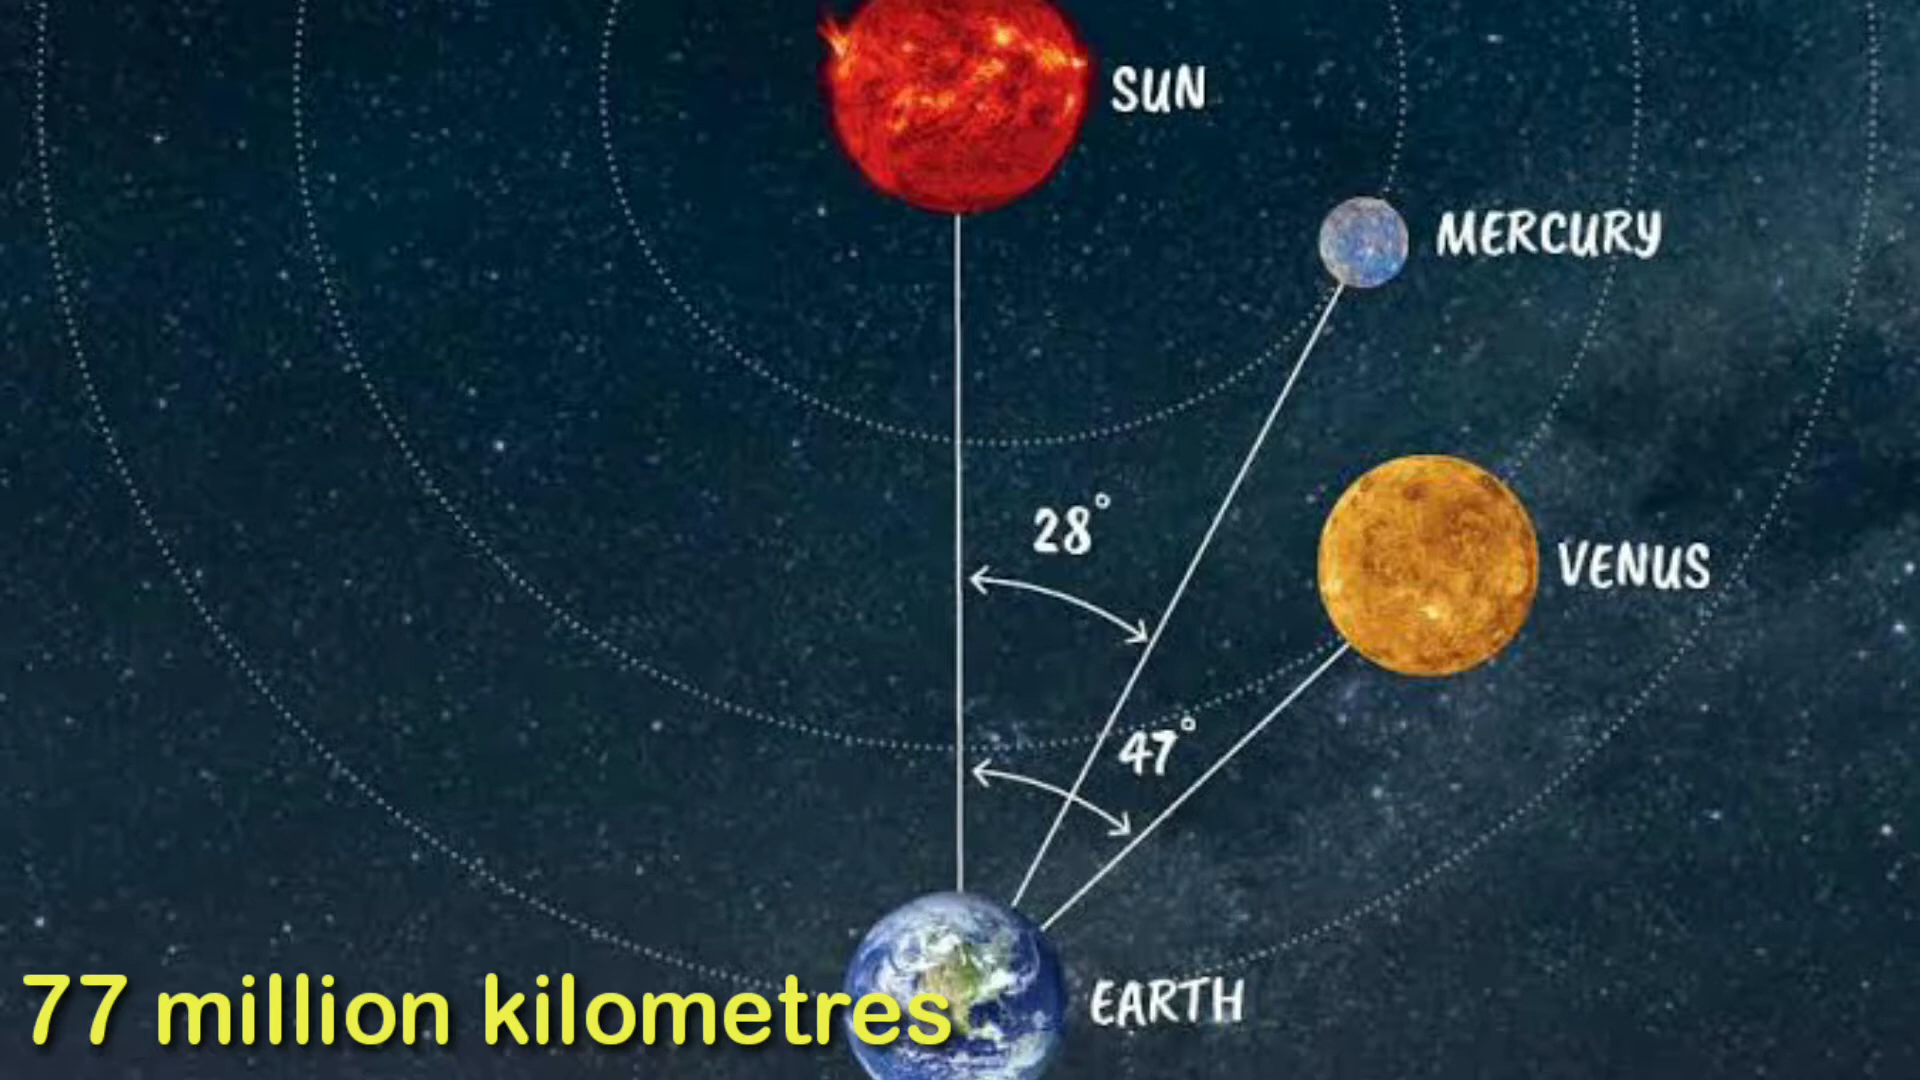 SUN
MERCURY
28°
VENUS
47°
EARTH
77 million kilometres